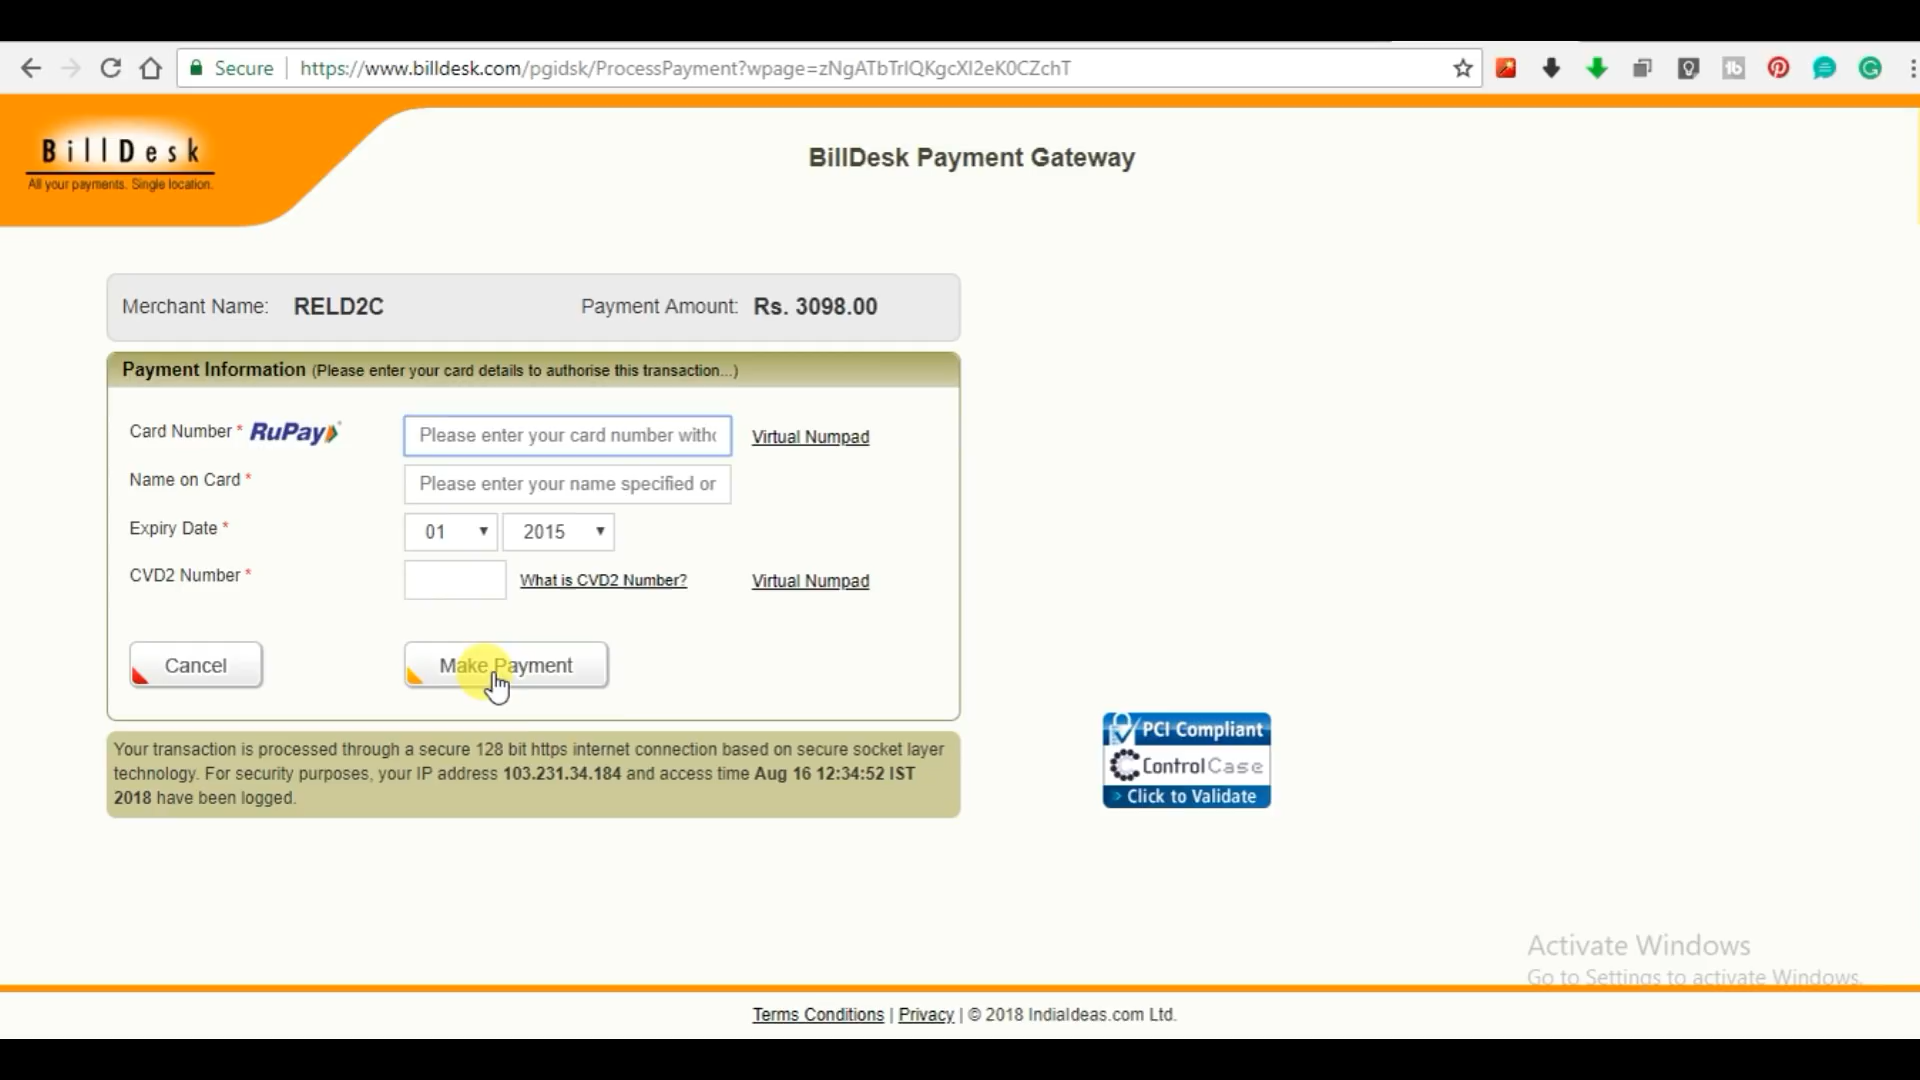 Secure https://www.billdesk.com/pgidsk/ProcessPayment?wpage=zNgATbTrlQKgcXI2eK0CZchT
BillDesk
All your payments. Single location.
BillDesk Payment Gateway
Merchant Name: RELD2C Payment Amount: Rs. 3098.00
Payment Information (Please enter your card details to authorise this transaction...)
Card Number * RuPay Please enter your card number witho Virtual Numpad
Name on Card * Please enter your name specified or
Expiry Date * 01 2015
CVD2 Number * What is CVD2 Number? Virtual Numpad
Cancel Make Payment
Your transaction is processed through a secure 128 bit https internet connection based on secure socket layer
technology. For security purposes, your IP address 103.231.34.184 and access time Aug 16 12:34:52 IST
2018 have been logged.
PCI Compliant
ControlCase
> Click to Validate
Activate Windows
Go to Settings to activate Windows.
Terms Conditions | Privacy | © 2018 IndiaIdeas.com Ltd.